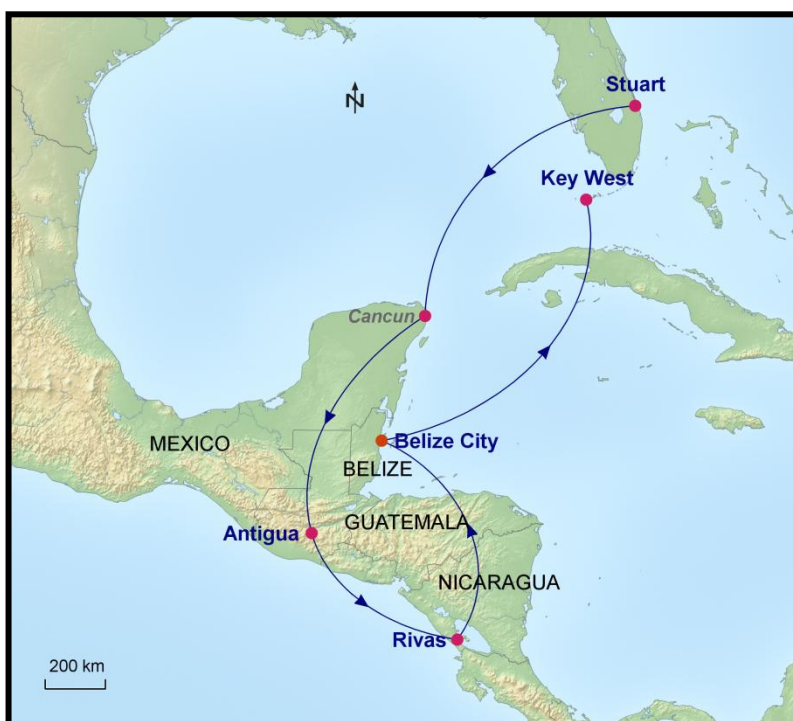 N
Stuart
Key West
Cancun
MEXICO
Belize City
BELIZE
GUATEMALA
Antigua
NICARAGUA
Rivas
200 km